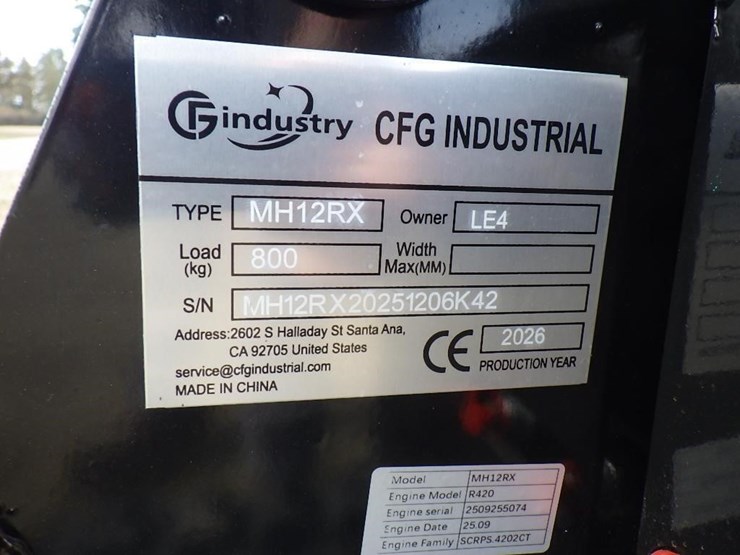 CFG industry CFG INDUSTRIAL
TYPE MH12RX Owner LE4
Load (kg) 800 Width Max(MM)
S/N MH12RX20251206K42
Address:2602 S Halladay St Santa Ana,
CA 92705 United States
service@cfgindustrial.com
MADE IN CHINA
CE 2026
PRODUCTION YEAR
Model MH12RX
Engine Model R420
Engine serial 2509255074
Engine Date 25.09
Engine Family SCRPS.4202CT